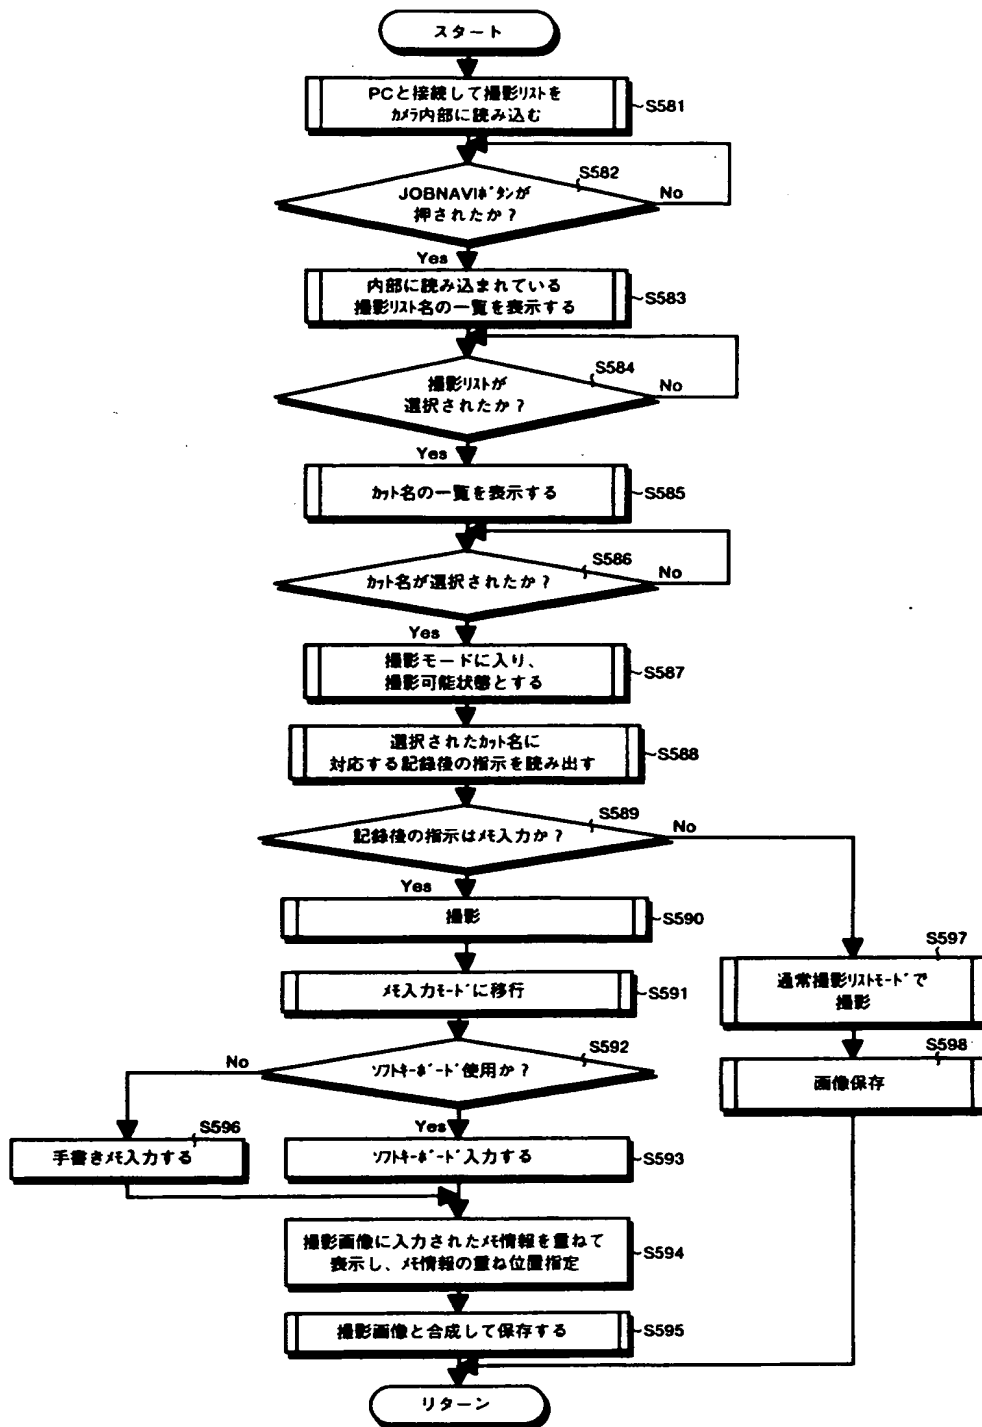 スタート
PCと接続して撮影リストを
カメラ内部に読み込む
S581
S582
JOBNAVIボタンが
押されたか？
No
Yes
内部に読み込まれている
撮影リスト名の一覧を表示する
S583
S584
撮影リストが
選択されたか？
No
Yes
カット名の一覧を表示する
S585
S586
カット名が選択されたか？
No
Yes
撮影モードに入り、
撮影可能状態とする
S587
選択されたカット名に
対応する記録後の指示を読み出す
S588
S589
記録後の指示はメモ入力か？
No
Yes
撮影
S590
S597
通常撮影リストモードで
撮影
メモ入力モードに移行
S591
S592
ソフトキーボード使用か？
No
Yes
S598
画像保存
S596
手書きメモ入力する
ソフトキーボード入力する
S593
撮影画像に入力されたメモ情報を重ねて
表示し、メモ情報の重ね位置指定
S594
撮影画像と合成して保存する
S595
リターン